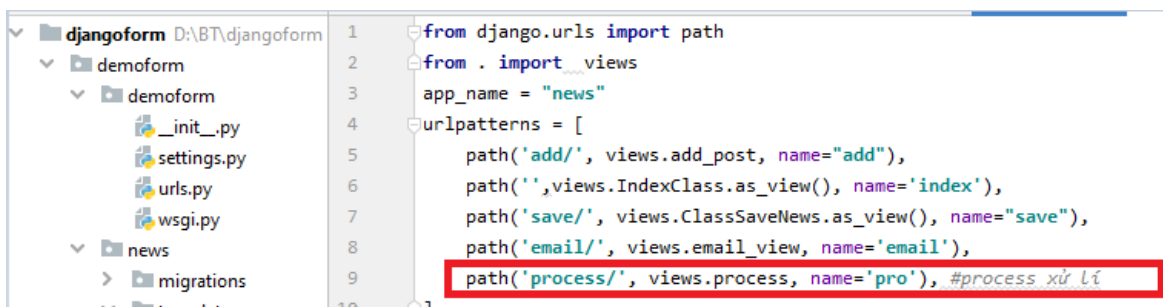 djangoform D:\BT\djangoform
demoform
demoform
__init__.py
settings.py
urls.py
wsgi.py
news
migrations
1 from django.urls import path
2 from . import  views
3 app_name = "news"
4 urlpatterns = [
5 path('add/', views.add_post, name="add"),
6 path('',views.IndexClass.as_view(), name='index'),
7 path('save/', views.ClassSaveNews.as_view(), name="save"),
8 path('email/', views.email_view, name='email'),
9 path('process/', views.process, name='pro'), #process xử lí